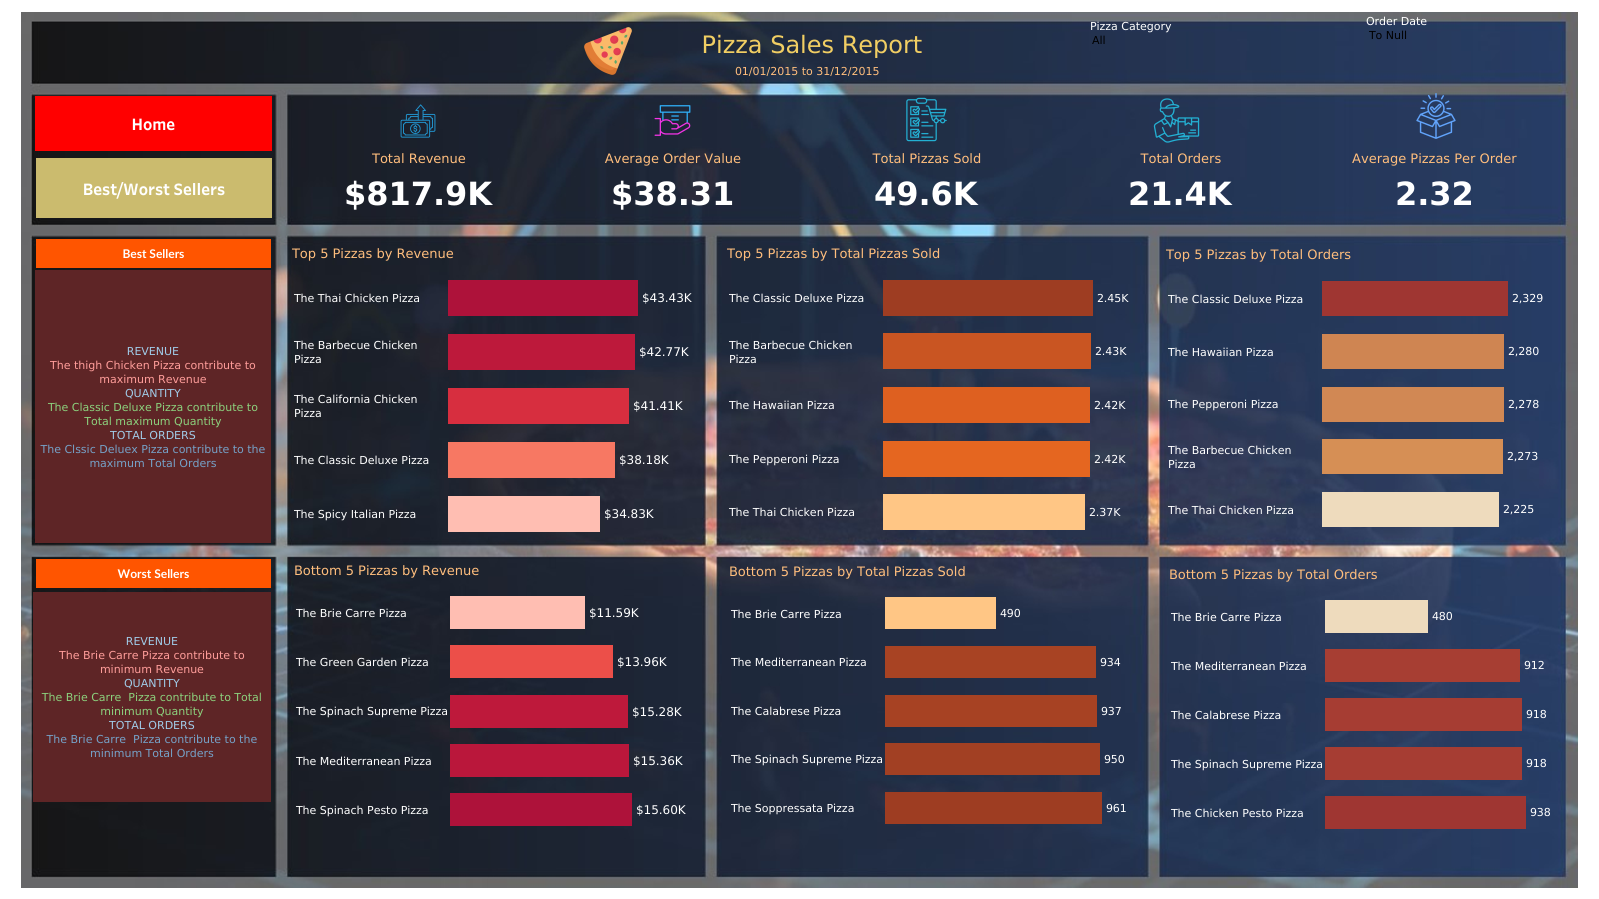 Pizza Sales Report
01/01/2015 to 31/12/2015
Pizza Category
All
Order Date
To Null
Home
Best/Worst Sellers
Total Revenue
$817.9K
Average Order Value
$38.31
Total Pizzas Sold
49.6K
Total Orders
21.4K
Average Pizzas Per Order
2.32
Best Sellers
REVENUE
The thigh Chicken Pizza contribute to
maximum Revenue
QUANTITY
The Classic Deluxe Pizza contribute to
Total maximum Quantity
TOTAL ORDERS
The Clssic Deluex Pizza contribute to the
maximum Total Orders
Top 5 Pizzas by Revenue
The Thai Chicken Pizza $43.43K
The Barbecue Chicken
Pizza $42.77K
The California Chicken
Pizza $41.41K
The Classic Deluxe Pizza $38.18K
The Spicy Italian Pizza $34.83K
Top 5 Pizzas by Total Pizzas Sold
The Classic Deluxe Pizza 2.45K
The Barbecue Chicken
Pizza 2.43K
The Hawaiian Pizza 2.42K
The Pepperoni Pizza 2.42K
The Thai Chicken Pizza 2.37K
Top 5 Pizzas by Total Orders
The Classic Deluxe Pizza 2,329
The Hawaiian Pizza 2,280
The Pepperoni Pizza 2,278
The Barbecue Chicken
Pizza 2,273
The Thai Chicken Pizza 2,225
Worst Sellers
REVENUE
The Brie Carre Pizza contribute to
minimum Revenue
QUANTITY
The Brie Carre  Pizza contribute to Total
minimum Quantity
TOTAL ORDERS
The Brie Carre  Pizza contribute to the
minimum Total Orders
Bottom 5 Pizzas by Revenue
The Brie Carre Pizza $11.59K
The Green Garden Pizza $13.96K
The Spinach Supreme Pizza $15.28K
The Mediterranean Pizza $15.36K
The Spinach Pesto Pizza $15.60K
Bottom 5 Pizzas by Total Pizzas Sold
The Brie Carre Pizza 490
The Mediterranean Pizza 934
The Calabrese Pizza 937
The Spinach Supreme Pizza 950
The Soppressata Pizza 961
Bottom 5 Pizzas by Total Orders
The Brie Carre Pizza 480
The Mediterranean Pizza 912
The Calabrese Pizza 918
The Spinach Supreme Pizza 918
The Chicken Pesto Pizza 938